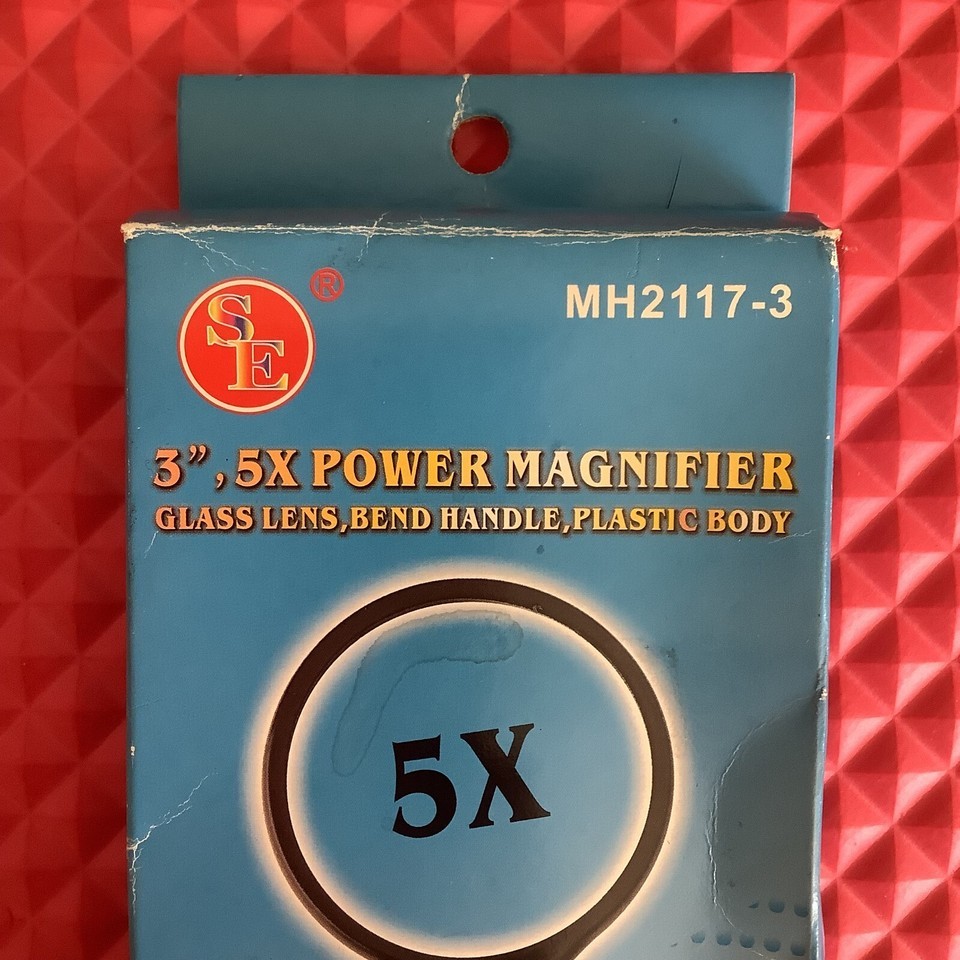 SE ®
MH2117-3
3”, 5X POWER MAGNIFIER
GLASS LENS,BEND HANDLE,PLASTIC BODY
5X